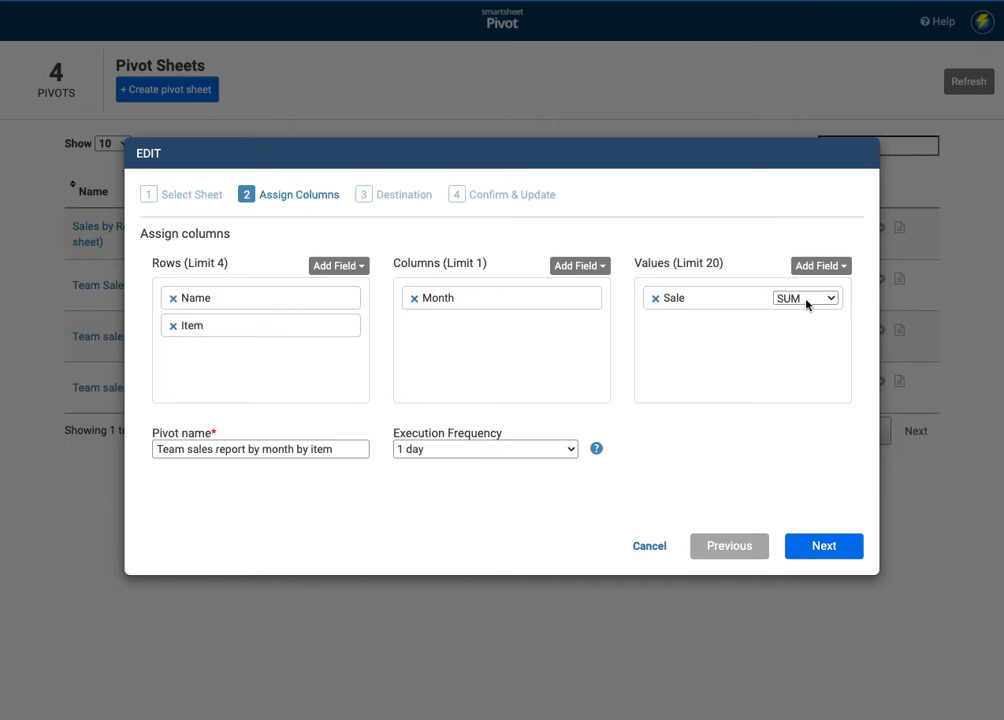 smartsheet
Pivot
Help
4
PIVOTS
Pivot Sheets
+ Create pivot sheet
Refresh
Show 10
Name
Sales by R
sheet)
Team Sale
Team sale
Team sale
Showing 1 t
Next
EDIT
1 Select Sheet 2 Assign Columns 3 Destination 4 Confirm & Update
Assign columns
Rows (Limit 4) Add Field Columns (Limit 1) Add Field Values (Limit 20) Add Field
× Name × Month × Sale SUM
× Item
Pivot name* Execution Frequency
Team sales report by month by item 1 day ?
Cancel Previous Next